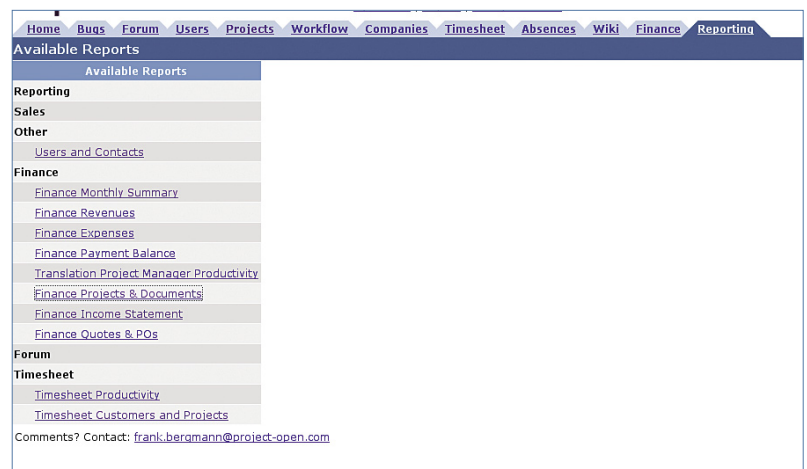 Home Bugs Forum Users Projects Workflow Companies Timesheet Absences Wiki Finance Reporting
Available Reports
Available Reports
Reporting
Sales
Other
Users and Contacts
Finance
Finance Monthly Summary
Finance Revenues
Finance Expenses
Finance Payment Balance
Translation Project Manager Productivity
Finance Projects & Documents
Finance Income Statement
Finance Quotes & POs
Forum
Timesheet
Timesheet Productivity
Timesheet Customers and Projects
Comments? Contact: frank.bergmann@project-open.com